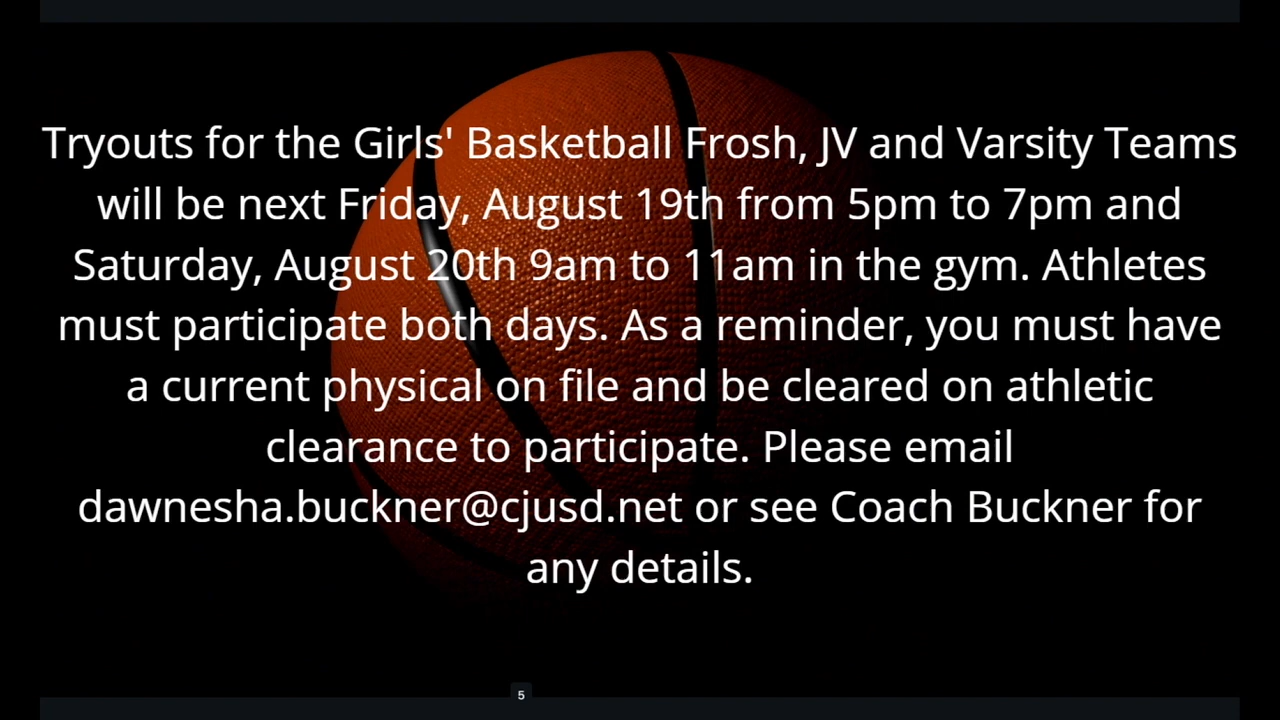 Tryouts for the Girls' Basketball Frosh, JV and Varsity Teams
will be next Friday, August 19th from 5pm to 7pm and
Saturday, August 20th 9am to 11am in the gym. Athletes
must participate both days. As a reminder, you must have
a current physical on file and be cleared on athletic
clearance to participate. Please email
dawnesha.buckner@cjusd.net or see Coach Buckner for
any details.
5